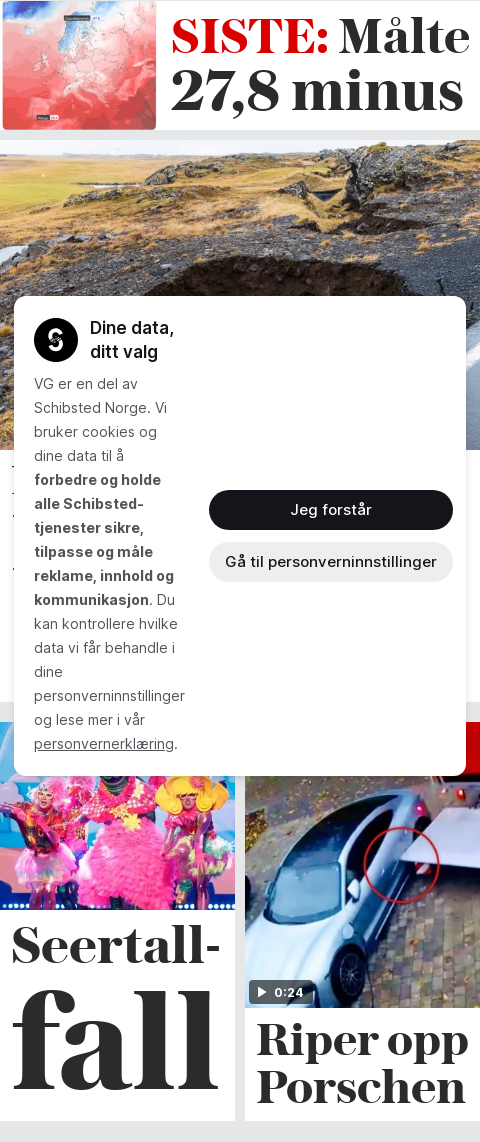 SISTE: Målte
27,8 minus
Dine data,
ditt valg
VG er en del av
Schibsted Norge. Vi
bruker cookies og
dine data til å
forbedre og holde
alle Schibsted-
tjenester sikre,
tilpasse og måle
reklame, innhold og
kommunikasjon. Du
kan kontrollere hvilke
data vi får behandle i
dine
personverninnstillinger
og lese mer i vår
personvernerklæring.
Jeg forstår
Gå til personverninnstillinger
Seertall-
fall
0:24
Riper opp
Porschen